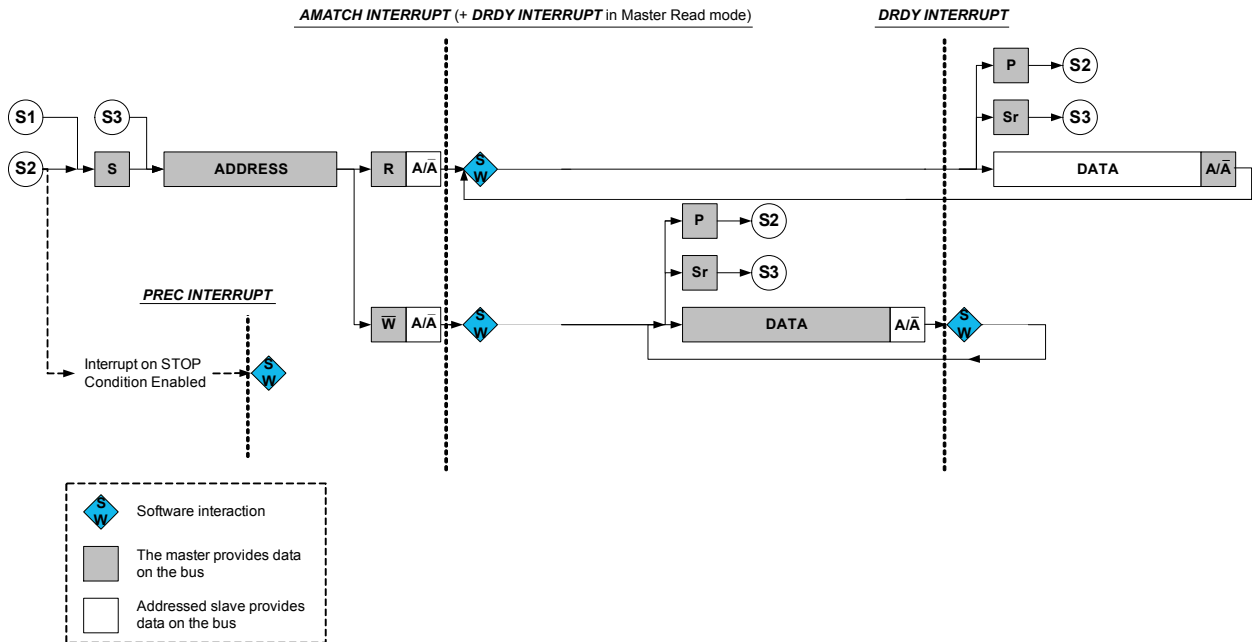 AMATCH INTERRUPT (+ DRDY INTERRUPT in Master Read mode)
DRDY INTERRUPT
P
S2
S1
S3
Sr
S3
S2
S
ADDRESS
R
A/A̅
S
W
DATA
A/A̅
P
S2
Sr
S3
PREC INTERRUPT
W̅
A/A̅
S
W
DATA
A/A̅
S
W
Interrupt on STOP
Condition Enabled
S
W
S
W
Software interaction
The master provides data
on the bus
Addressed slave provides
data on the bus